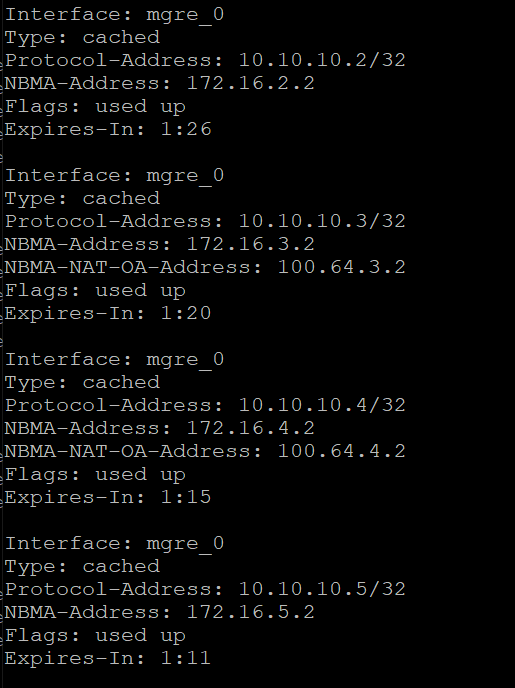 Interface: mgre_0
Type: cached
Protocol-Address: 10.10.10.2/32
NBMA-Address: 172.16.2.2
Flags: used up
Expires-In: 1:26
Interface: mgre_0
Type: cached
Protocol-Address: 10.10.10.3/32
NBMA-Address: 172.16.3.2
NBMA-NAT-OA-Address: 100.64.3.2
Flags: used up
Expires-In: 1:20
Interface: mgre_0
Type: cached
Protocol-Address: 10.10.10.4/32
NBMA-Address: 172.16.4.2
NBMA-NAT-OA-Address: 100.64.4.2
Flags: used up
Expires-In: 1:15
Interface: mgre_0
Type: cached
Protocol-Address: 10.10.10.5/32
NBMA-Address: 172.16.5.2
Flags: used up
Expires-In: 1:11